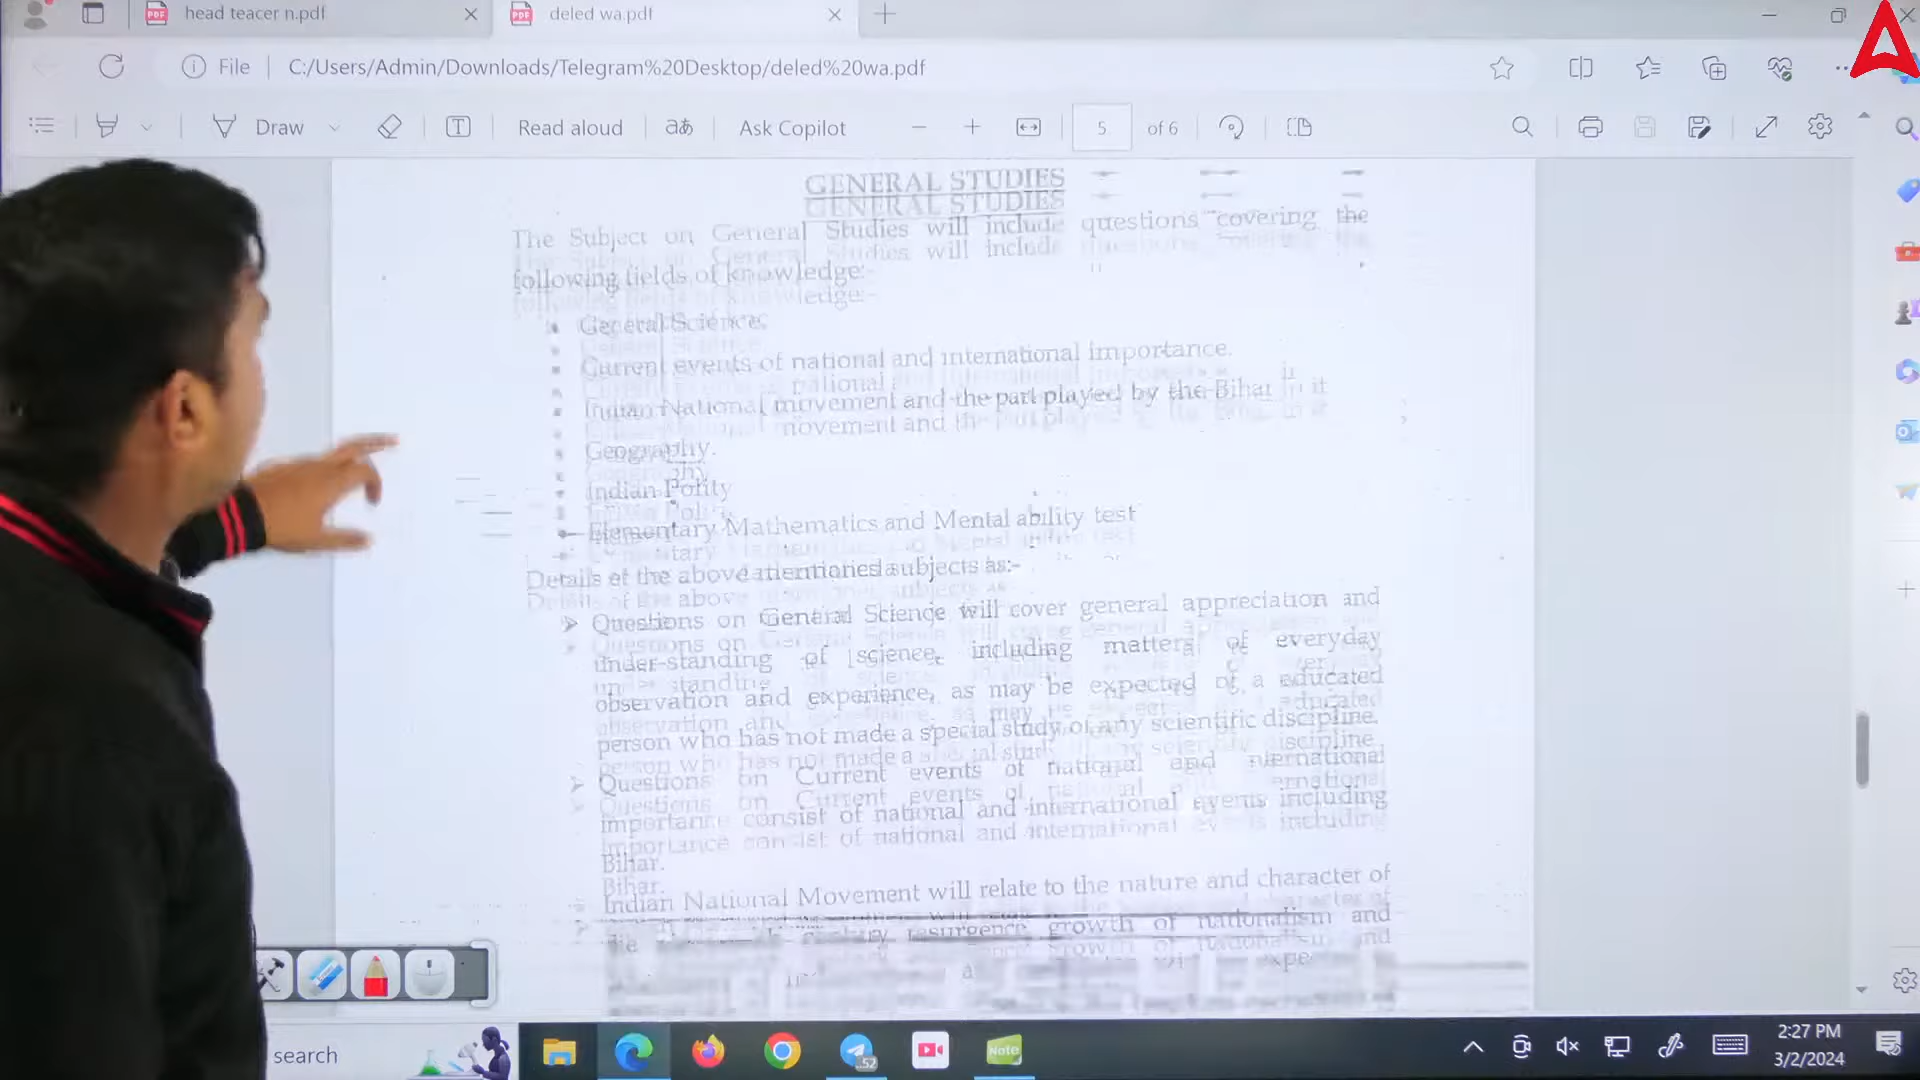 head teacer n.pdf
deled wa.pdf
File
C:/Users/Admin/Downloads/Telegram%20Desktop/deled%20wa.pdf
Draw
Read aloud
Ask Copilot
5 of 6
GENERAL STUDIES
The Subject on General Studies will include questions covering the
following fields of knowledge:-
General Science
Current events of national and international importance.
Indian National movement and the part played by the Bihar in it
Geography.
Indian Polity
Elementary Mathematics and Mental ability test
Details of the above mentioned subjects as:-
Questions on General Science will cover general appreciation and
under-standing of science, including matters of everyday
observation and experience, as may be expected of a educated
person who has not made a special study of any scientific discipline.
Questions on Current events of national and international
importance consist of national and international events including
Bihar.
Indian National Movement will relate to the nature and character of
resurgence growth of nationalism and
search
52
Note
2:27 PM
3/2/2024